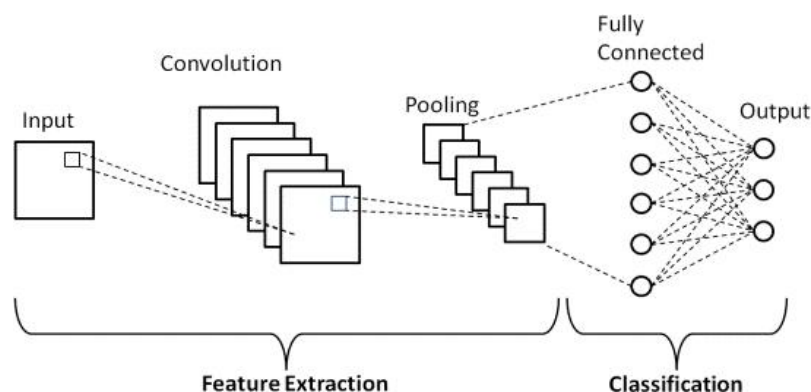 Input
Convolution
Pooling
Fully
Connected
Output
Feature Extraction
Classification